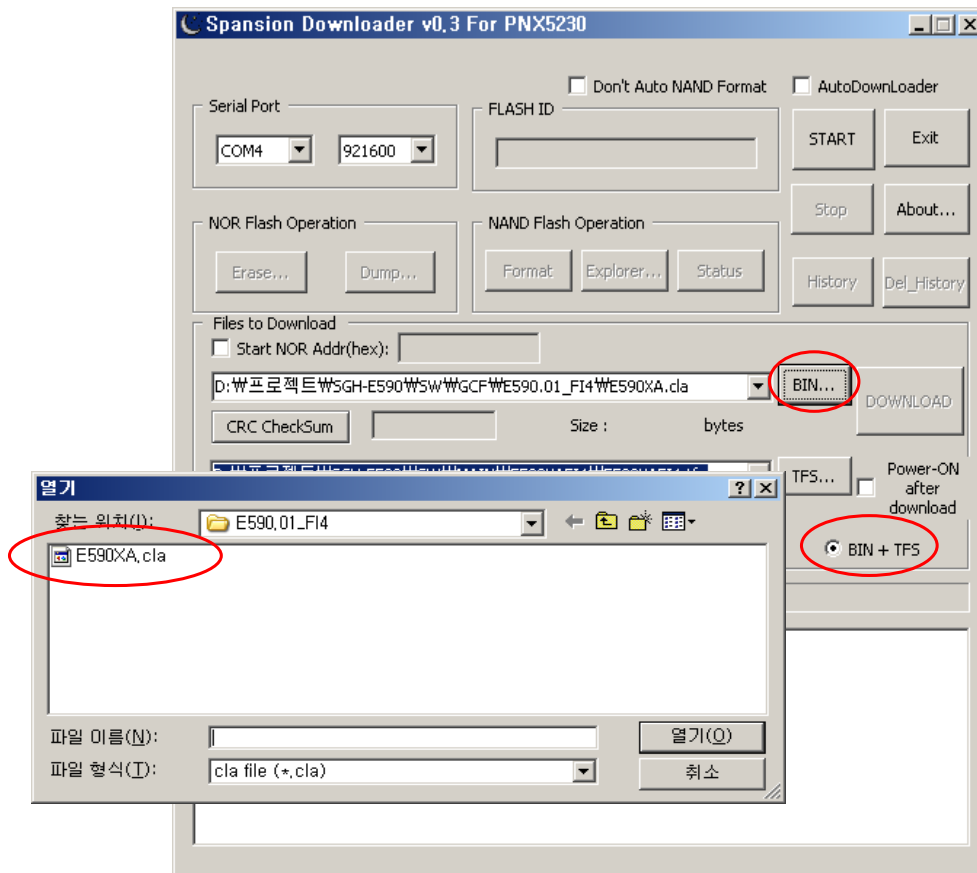 Spansion Downloader v0.3 For PNX5230
Don't Auto NAND Format
AutoDownLoader
Serial Port
FLASH ID
COM4
921600
START
Exit
Stop
About...
NOR Flash Operation
NAND Flash Operation
Erase...
Dump...
Format
Explorer...
Status
History
Del_History
Files to Download
Start NOR Addr(hex):
D:₩프로젝트₩SGH-E590₩SW₩GCF₩E590.01_FI4₩E590XA.cla
BIN...
DOWNLOAD
CRC CheckSum
Size :
bytes
TFS...
Power-ON
after
download
BIN + TFS
열기
찾는 위치(I):
E590.01_FI4
E590XA.cla
파일 이름(N):
열기(O)
파일 형식(T):
cla file (*.cla)
취소